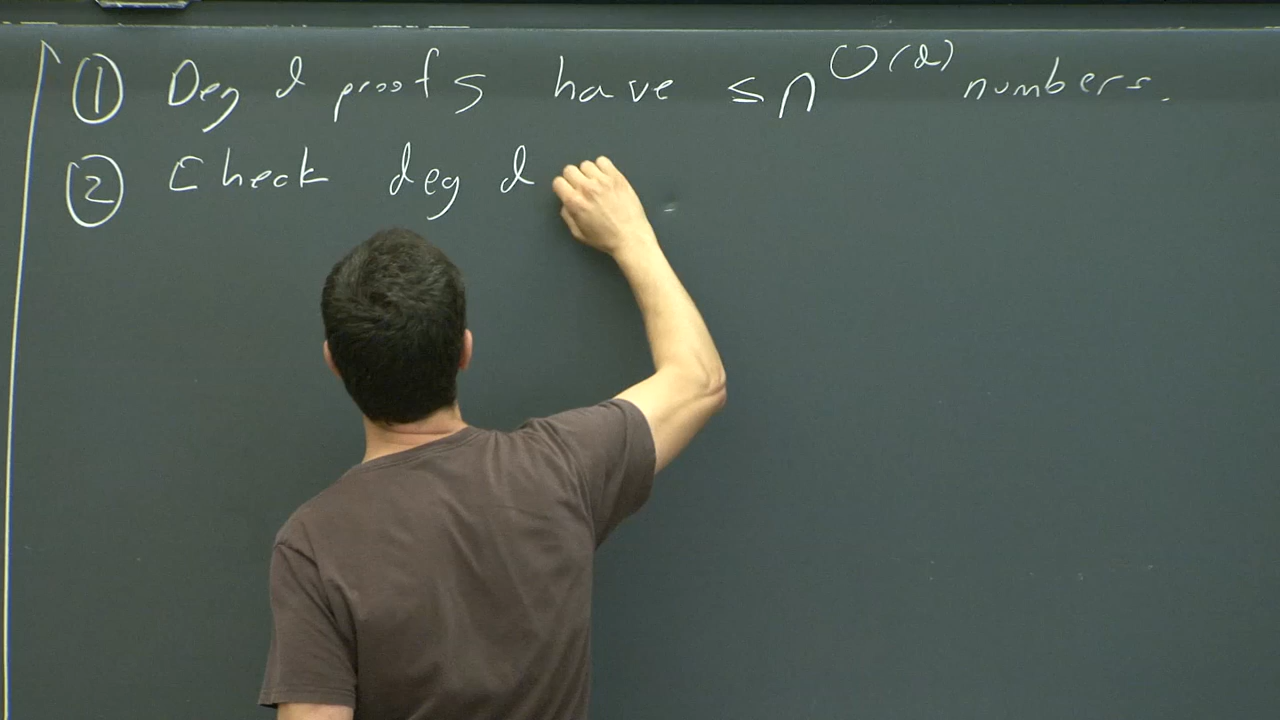 ① Deg d proofs have ≤ n^O(d) numbers.
② Check deg d